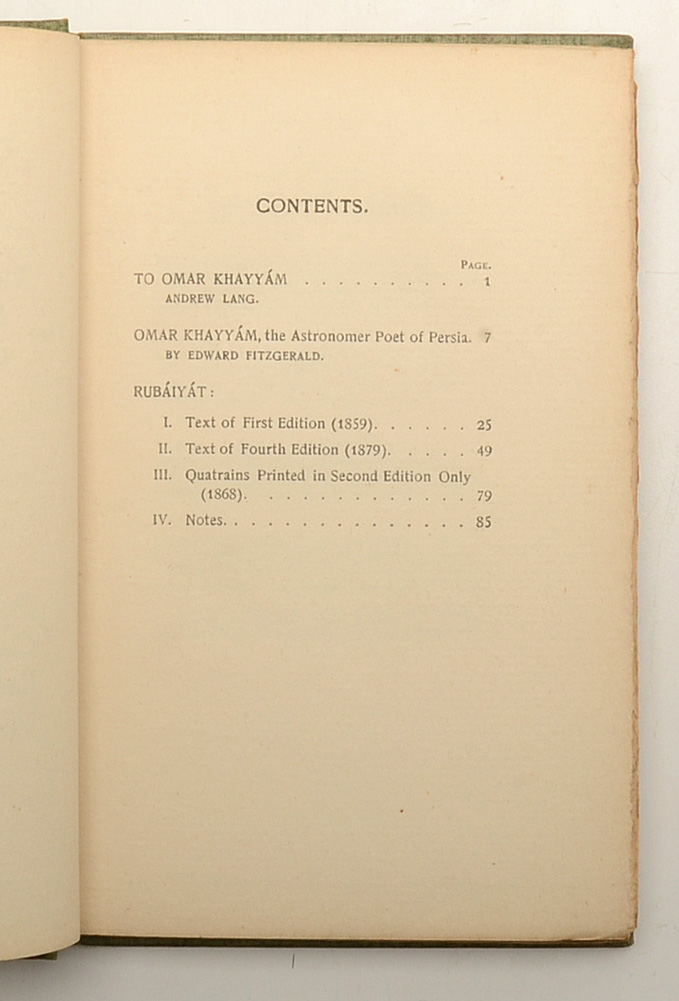 CONTENTS.
PAGE.
TO OMAR KHAYYÁM . . . . . . . . . . 1
ANDREW LANG.
OMAR KHAYYÁM, the Astronomer Poet of Persia. 7
BY EDWARD FITZGERALD.
RUBÁIYÁT:
I. Text of First Edition (1859). . . . . . 25
II. Text of Fourth Edition (1879). . . . . 49
III. Quatrains Printed in Second Edition Only
(1868). . . . . . . . . . . . . 79
IV. Notes. . . . . . . . . . . . . . . 85